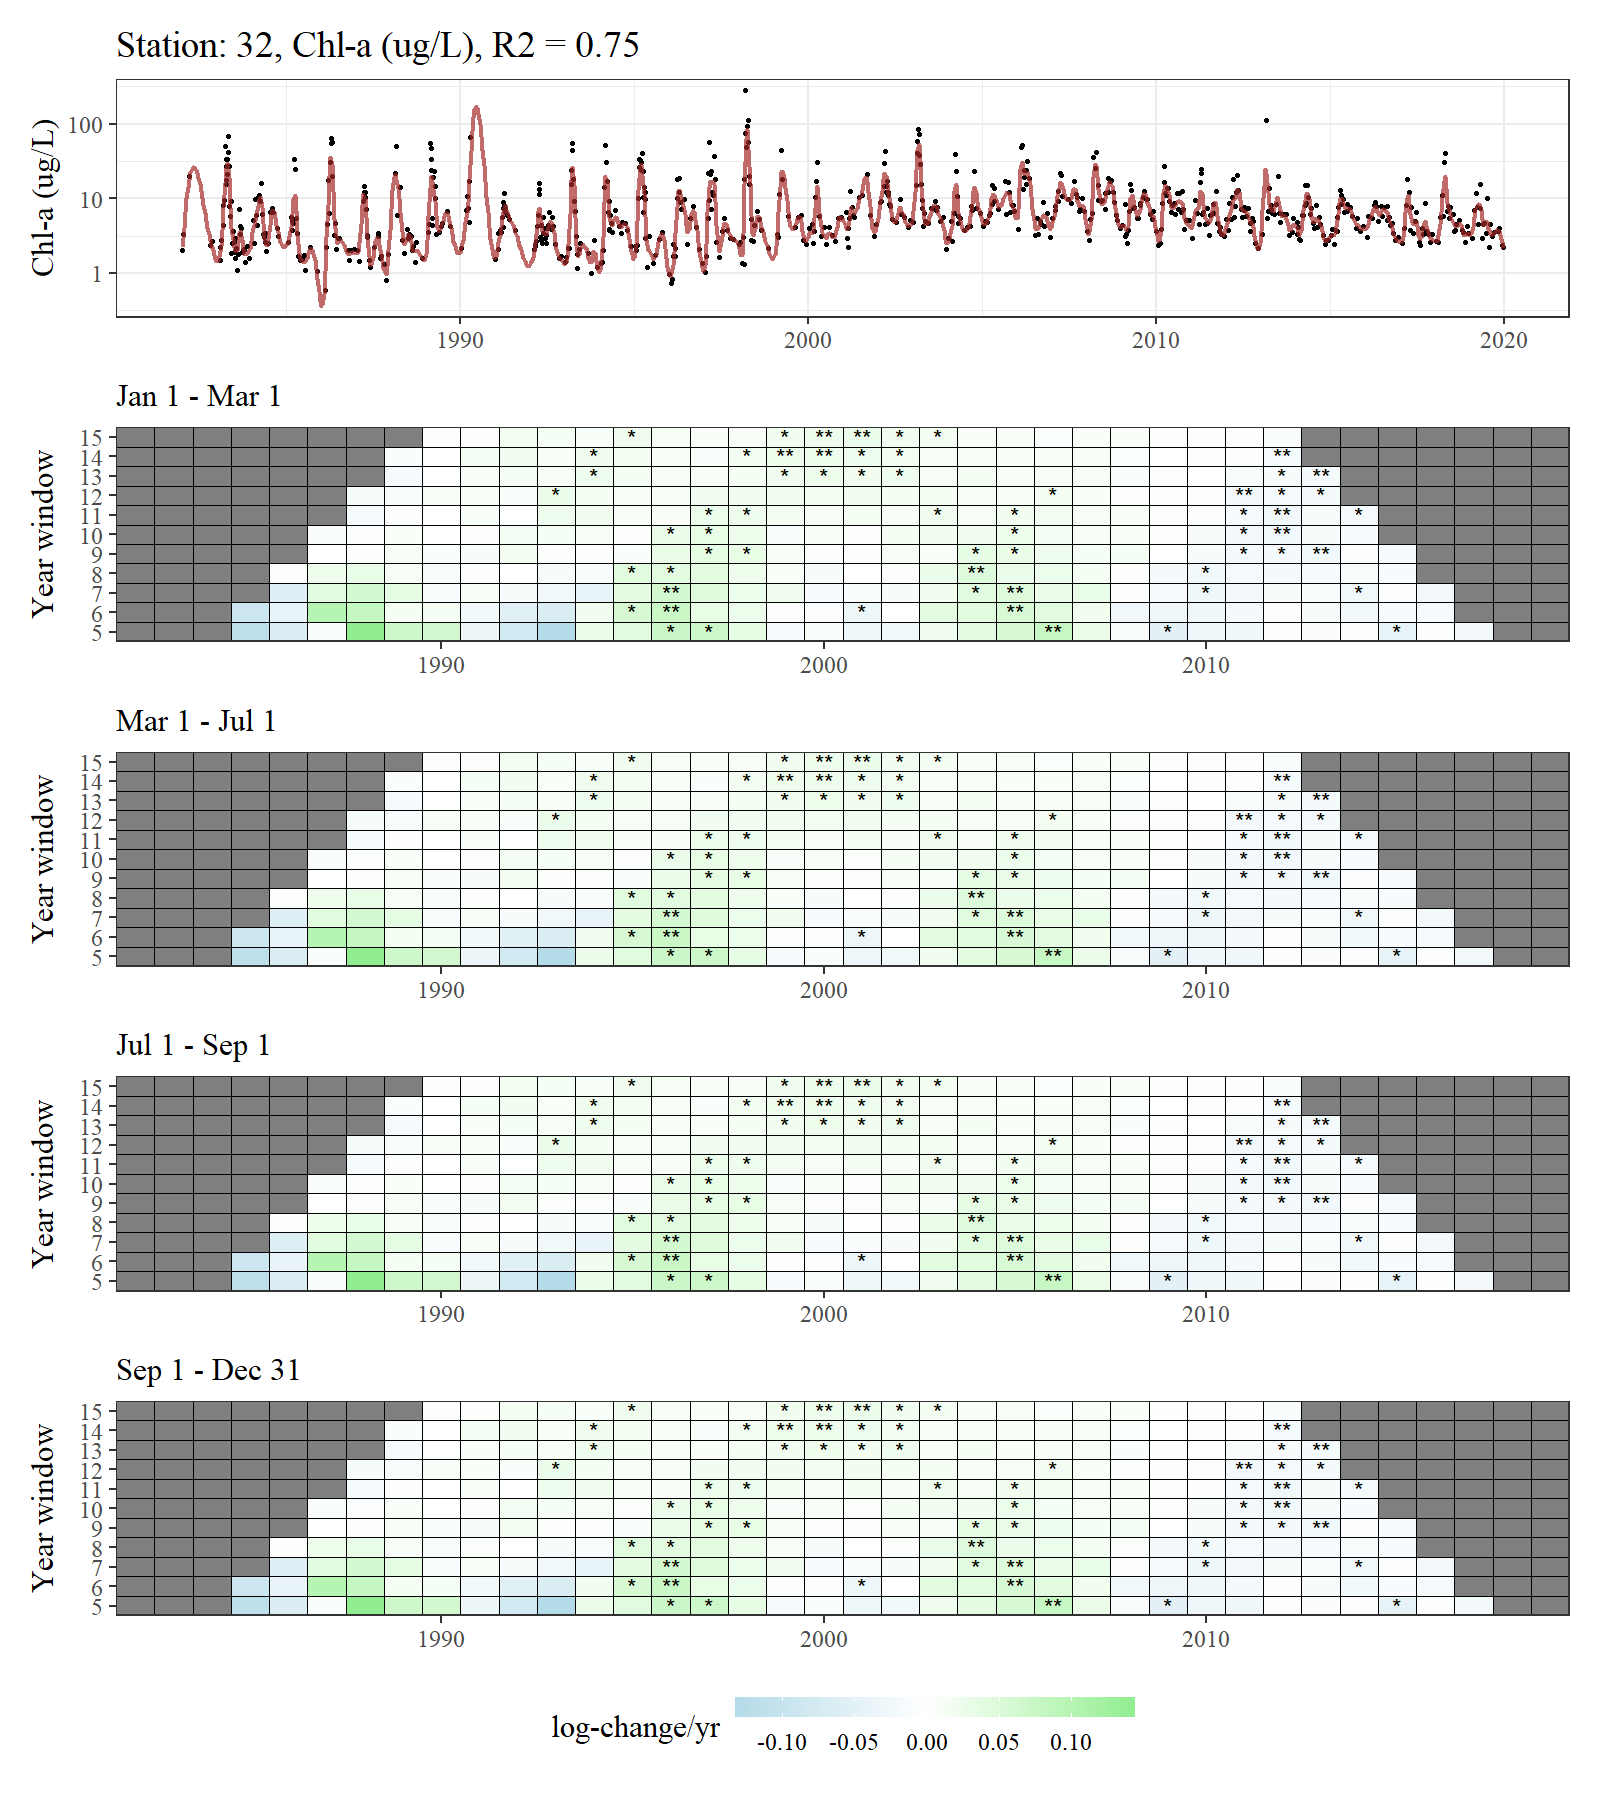 Station: 32, Chl-a (ug/L), R2 = 0.75
Chl-a (ug/L)
100
10
1
1990 2000 2010 2020
Jan 1 - Mar 1
Year window
15
14
13
12
11
10
9
8
7
6
5
1990 2000 2010
Mar 1 - Jul 1
Year window
15
14
13
12
11
10
9
8
7
6
5
1990 2000 2010
Jul 1 - Sep 1
Year window
15
14
13
12
11
10
9
8
7
6
5
1990 2000 2010
Sep 1 - Dec 31
Year window
15
14
13
12
11
10
9
8
7
6
5
1990 2000 2010
log-change/yr
-0.10 -0.05 0.00 0.05 0.10